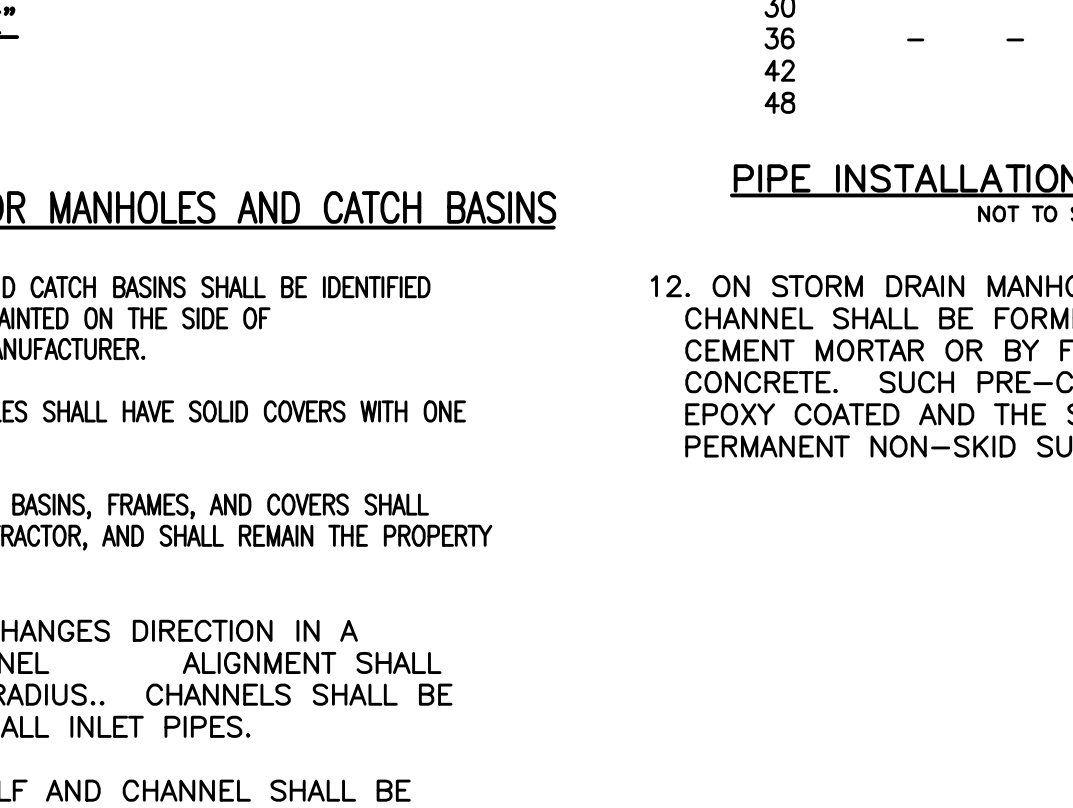 ”
OR MANHOLES AND CATCH BASINS
D CATCH BASINS SHALL BE IDENTIFIED
AINTED ON THE SIDE OF
ANUFACTURER.
LES SHALL HAVE SOLID COVERS WITH ONE
BASINS, FRAMES, AND COVERS SHALL
TRACTOR, AND SHALL REMAIN THE PROPERTY
HANGES DIRECTION IN A
NEL ALIGNMENT SHALL
RADIUS.. CHANNELS SHALL BE
ALL INLET PIPES.
LF AND CHANNEL SHALL BE
30
36 – –
42
48
PIPE INSTALLATION
NOT TO S
12. ON STORM DRAIN MANHO
CHANNEL SHALL BE FORM
CEMENT MORTAR OR BY F
CONCRETE. SUCH PRE–C
EPOXY COATED AND THE S
PERMANENT NON–SKID SU